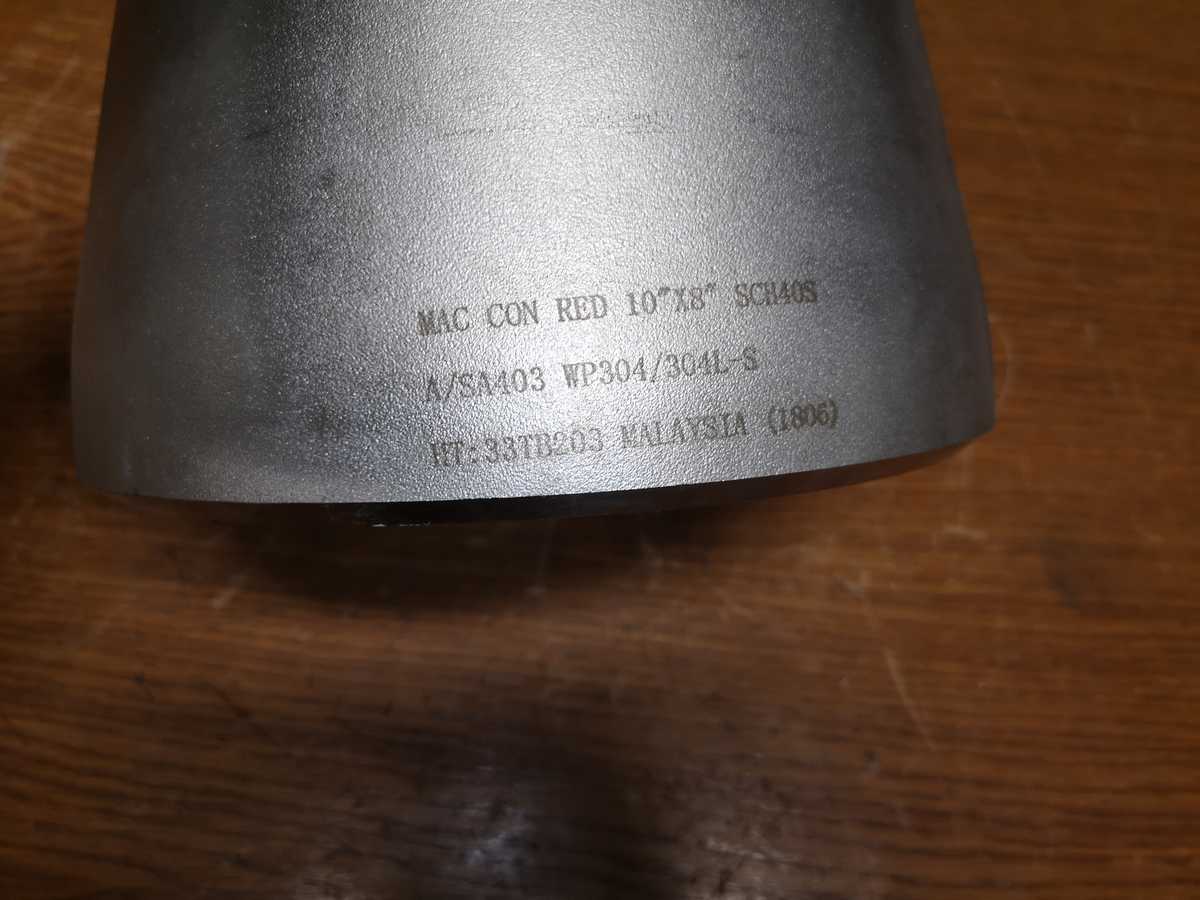 MAC CON RED 10"X8" SCH40S
A/SA403 WP304/304L-S
HT:33TB203 MALAYSIA (1806)